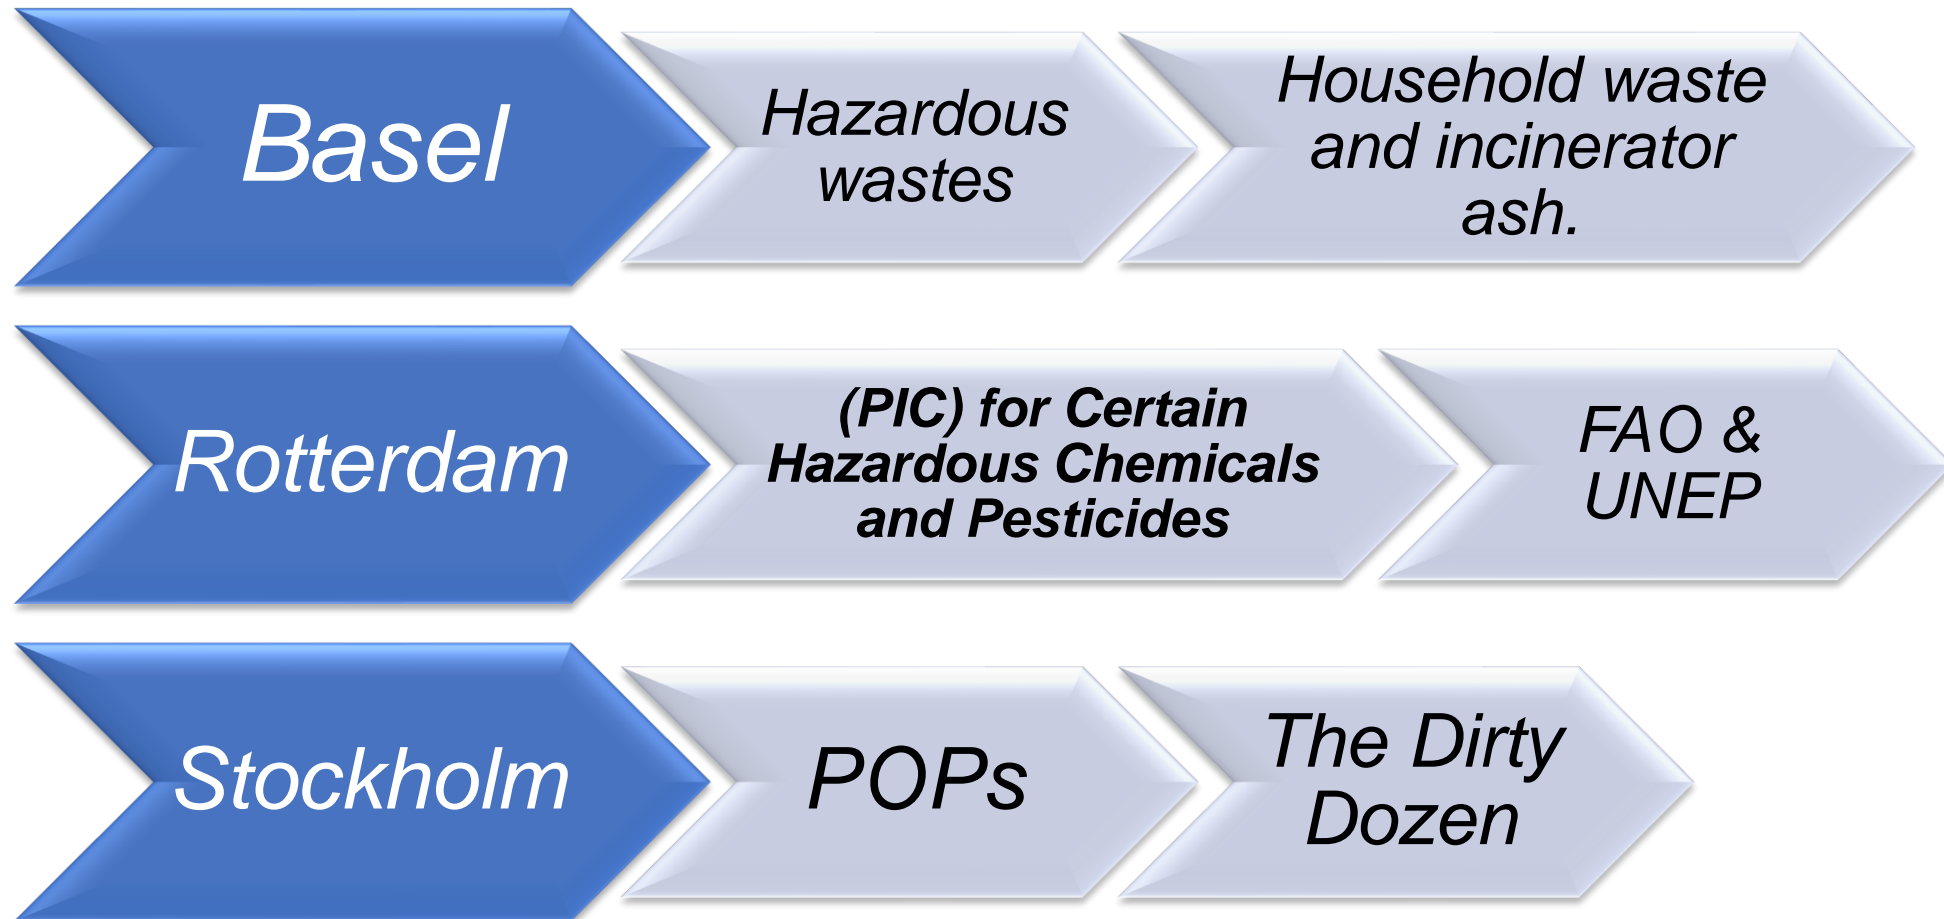 Basel
Hazardous
wastes
Household waste
and incinerator
ash.
Rotterdam
(PIC) for Certain
Hazardous Chemicals
and Pesticides
FAO &
UNEP
Stockholm
POPs
The Dirty
Dozen